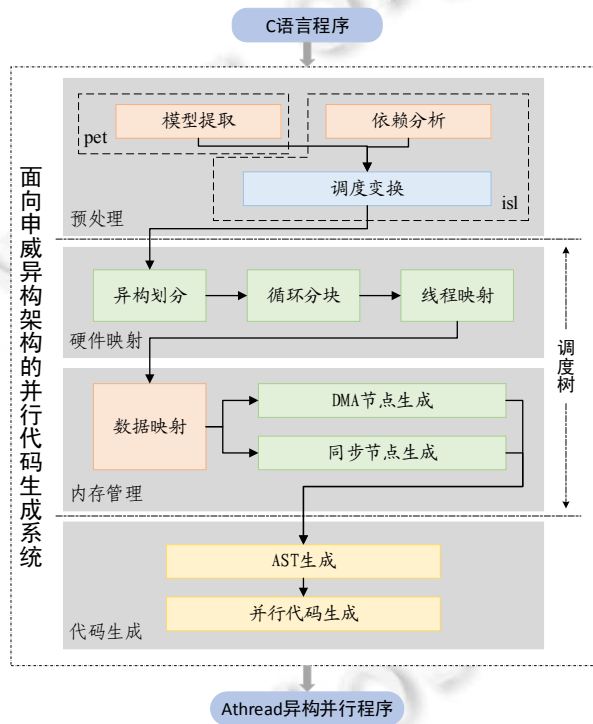 C语言程序
面向申威异构架构的并行代码生成系统
模型提取
依赖分析
pet
调度变换
isl
预处理
异构划分
循环分块
线程映射
硬件映射
调度树
数据映射
DMA节点生成
同步节点生成
内存管理
AST生成
并行代码生成
代码生成
Athread异构并行程序